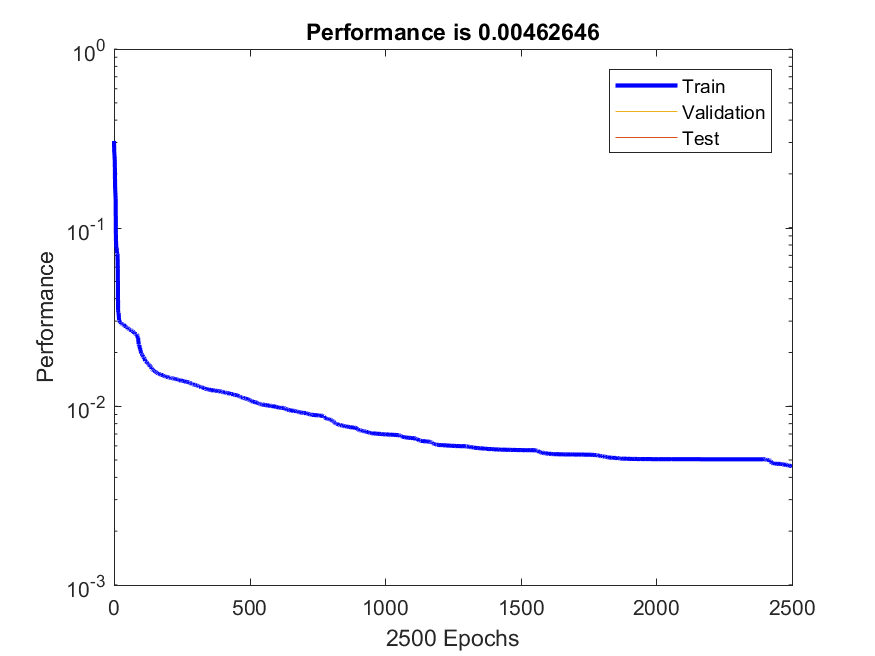 Performance is 0.00462646
10^0
10^-1
10^-2
10^-3
Performance
Train
Validation
Test
0
500
1000
1500
2000
2500
2500 Epochs